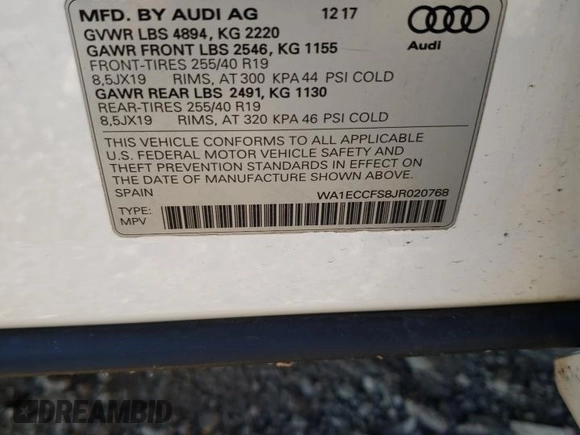 MFD. BY AUDI AG 12 17
GVWR LBS 4894, KG 2220
GAWR FRONT LBS 2546, KG 1155
FRONT-TIRES 255/40 R19
8,5JX19 RIMS, AT 300 KPA 44 PSI COLD
GAWR REAR LBS 2491, KG 1130
REAR-TIRES 255/40 R19
8,5JX19 RIMS, AT 320 KPA 46 PSI COLD
Audi
THIS VEHICLE CONFORMS TO ALL APPLICABLE
U.S. FEDERAL MOTOR VEHICLE SAFETY AND
THEFT PREVENTION STANDARDS IN EFFECT ON
THE DATE OF MANUFACTURE SHOWN ABOVE.
SPAIN WA1ECCFS8JR020768
TYPE:
MPV
DREAMBID